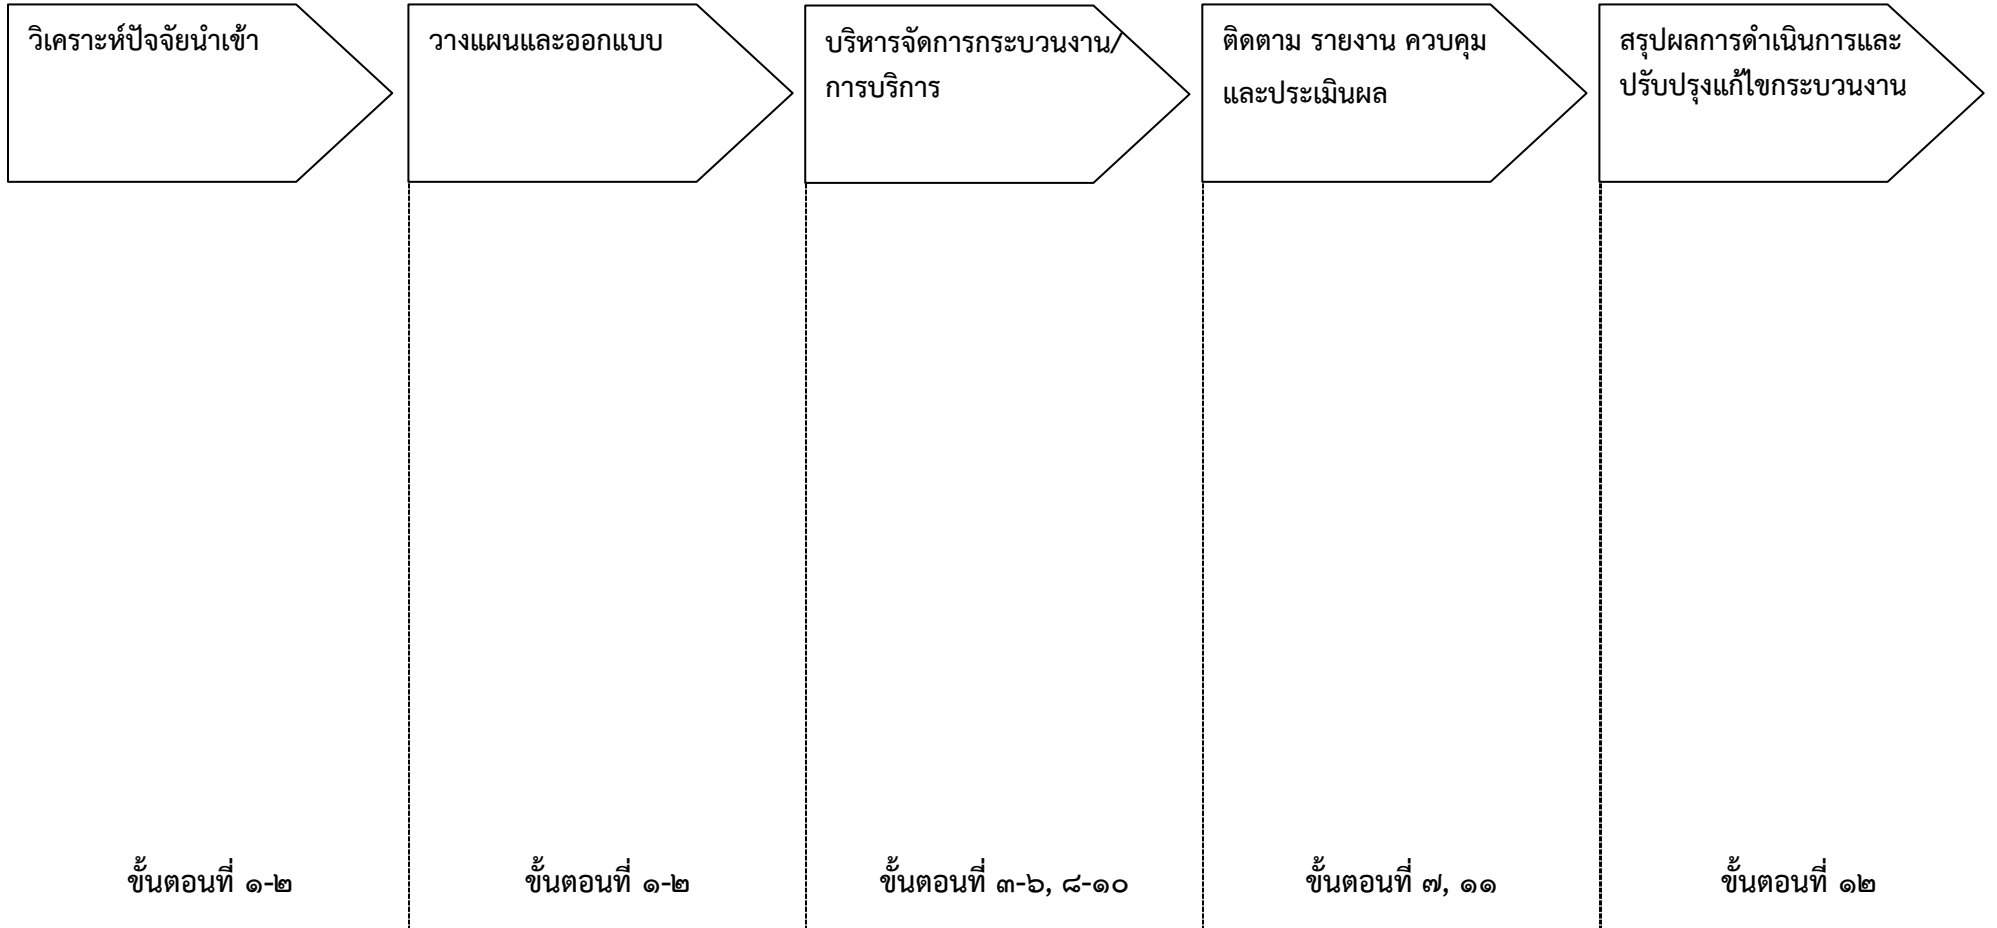 วิเคราะห์ปัจจัยนำเข้า
วางแผนและออกแบบ
บริหารจัดการกระบวนงาน/
การบริการ
ติดตาม รายงาน ควบคุม
และประเมินผล
สรุปผลการดำเนินการและ
ปรับปรุงแก้ไขกระบวนงาน
ขั้นตอนที่ ๑-๒
ขั้นตอนที่ ๑-๒
ขั้นตอนที่ ๓-๖, ๘-๑๐
ขั้นตอนที่ ๗, ๑๑
ขั้นตอนที่ ๑๒